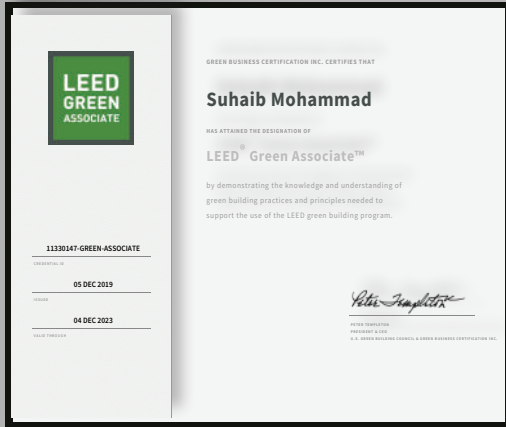 LEED
GREEN
ASSOCIATE
11330147-GREEN-ASSOCIATE
CREDENTIAL ID
05 DEC 2019
ISSUED
04 DEC 2023
VALID THROUGH
GREEN BUSINESS CERTIFICATION INC. CERTIFIES THAT
Suhaib Mohammad
HAS ATTAINED THE DESIGNATION OF
LEED® Green Associate™
by demonstrating the knowledge and understanding of
green building practices and principles needed to
support the use of the LEED green building program.
Peter Templeton
PETER TEMPLETON
PRESIDENT & CEO
U.S. GREEN BUILDING COUNCIL & GREEN BUSINESS CERTIFICATION INC.